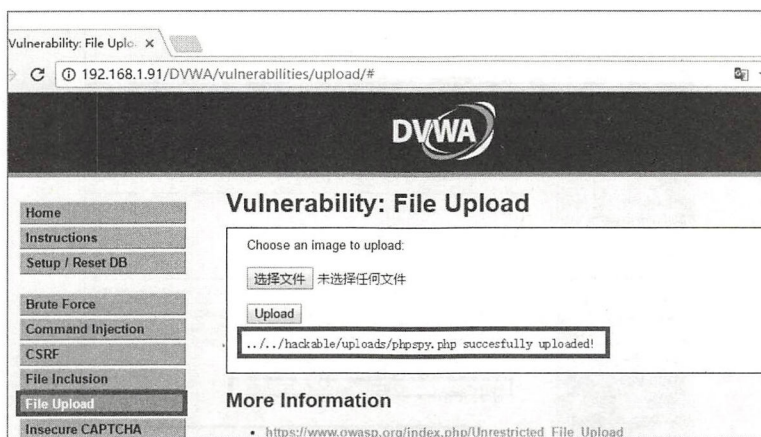 Vulnerability: File Uplo
192.168.1.91/DVWA/vulnerabilities/upload/#
DVWA
Home
Instructions
Setup / Reset DB
Brute Force
Command Injection
CSRF
File Inclusion
File Upload
Insecure CAPTCHA
Vulnerability: File Upload
Choose an image to upload:
选择文件 未选择任何文件
Upload
../../hackable/uploads/phpspy.php succesfully uploaded!
More Information
https://www.owasp.org/index.php/Unrestricted_File_Upload